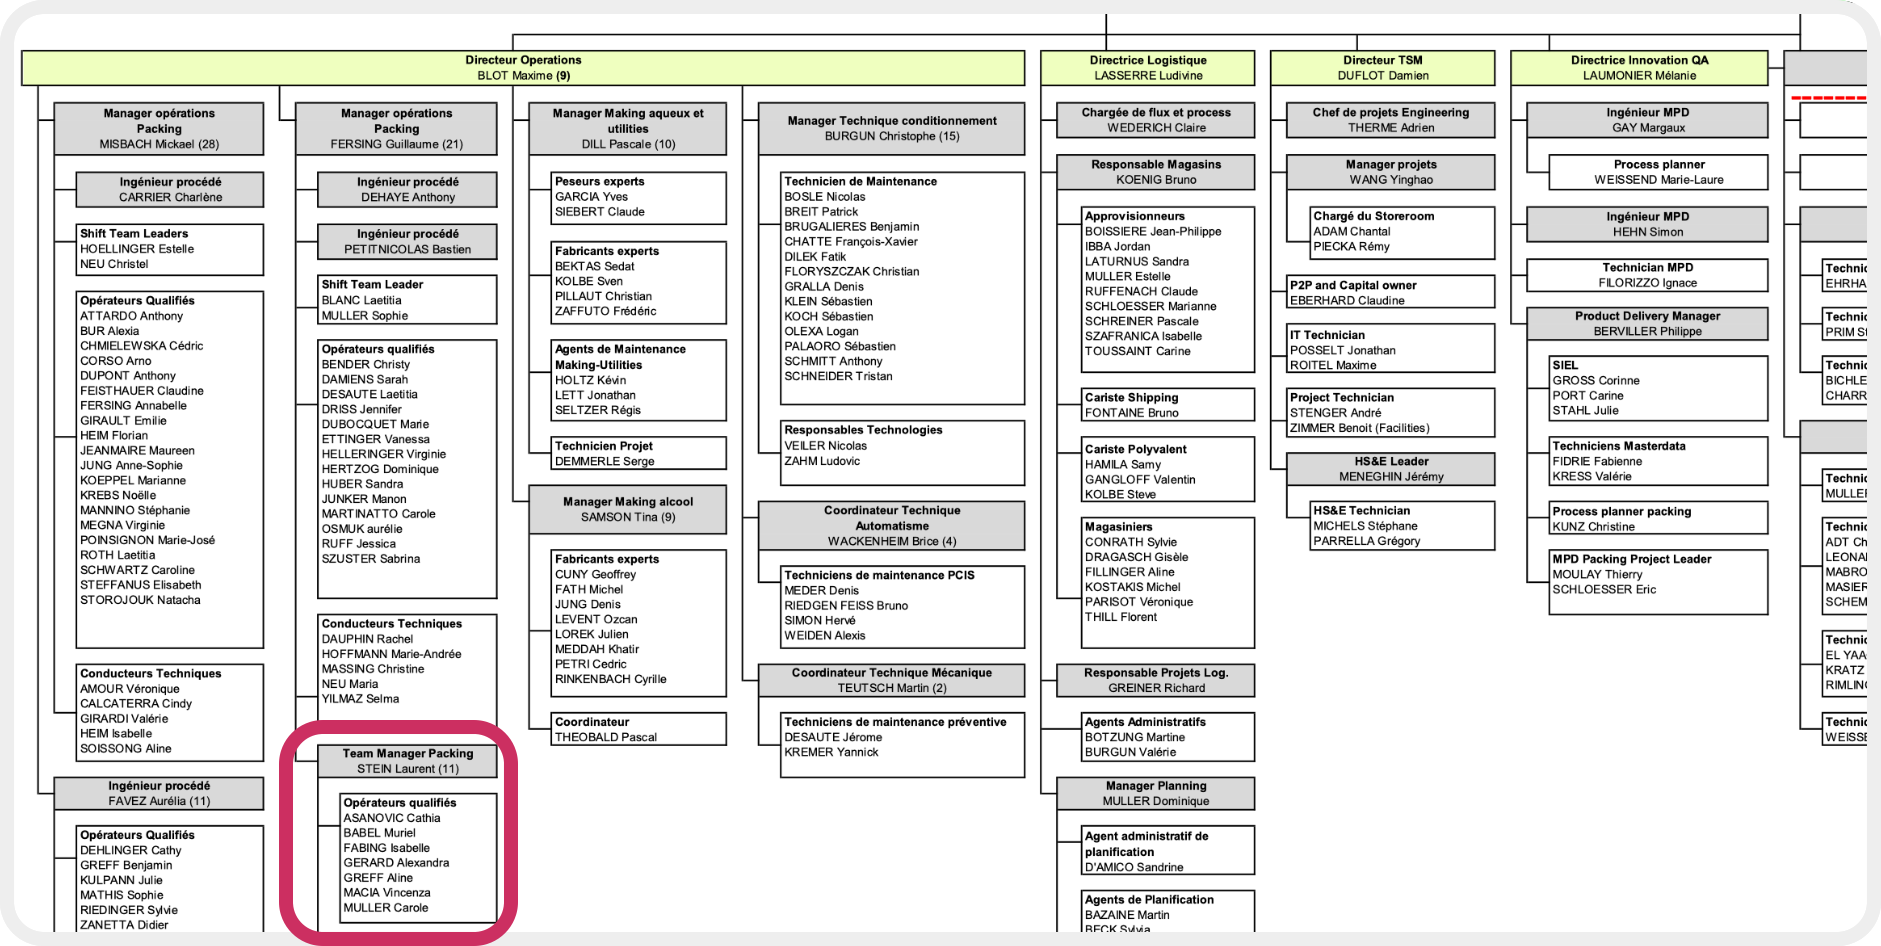 Directeur Operations
BLOT Maxime (9)
Manager opérations
Packing
MISBACH Mickael (28)
Ingénieur procédé
CARRIER Charlène
Shift Team Leaders
HOELLINGER Estelle
NEU Christel
Opérateurs Qualifiés
ATTARDO Anthony
BUR Alexia
CHMIELEWSKA Cédric
CORSO Arno
DUPONT Anthony
FEISTHAUER Claudine
FERSING Annabelle
GIRAULT Emilie
HEIM Florian
JEANMAIRE Maureen
JUNG Anne-Sophie
KOEPPEL Marianne
KREBS Noëlle
MANNINO Stéphanie
MEGNA Virginie
POINSIGNON Marie-José
ROTH Laetitia
SCHWARTZ Caroline
STEFFANUS Elisabeth
STOROJOUK Natacha
Conducteurs Techniques
AMOUR Véronique
CALCATERRA Cindy
GIRARDI Valérie
HEIM Isabelle
SOISSONG Aline
Ingénieur procédé
FAVEZ Aurélia (11)
Opérateurs Qualifiés
DEHLINGER Cathy
GREFF Benjamin
KULPANN Julie
MATHIS Sophie
RIEDINGER Sylvie
ZANETTA Didier
Manager opérations
Packing
FERSING Guillaume (21)
Ingénieur procédé
DEHAYE Anthony
Ingénieur procédé
PETITNICOLAS Bastien
Shift Team Leader
BLANC Laetitia
MULLER Sophie
Opérateurs qualifiés
BENDER Christy
DAMIENS Sarah
DESAUTE Laetitia
DRISS Jennifer
DUBOCQUET Marie
ETTINGER Vanessa
HELLERINGER Virginie
HERTZOG Dominique
HUBER Sandra
JUNKER Manon
MARTINATTO Carole
OSMUK aurélie
RUFF Jessica
SZUSTER Sabrina
Conducteurs Techniques
DAUPHIN Rachel
HOFFMANN Marie-Andrée
MASSING Christine
NEU Maria
YILMAZ Selma
Team Manager Packing
STEIN Laurent (11)
Opérateurs qualifiés
ASANOVIC Cathia
BABEL Muriel
FABING Isabelle
GERARD Alexandra
GREFF Aline
MACIA Vincenza
MULLER Carole
Manager Making aqueux et
utilities
DILL Pascale (10)
Peseurs experts
GARCIA Yves
SIEBERT Claude
Fabricants experts
BEKTAS Sedat
KOLBE Sven
PILLAUT Christian
ZAFFUTO Frédéric
Agents de Maintenance
Making-Utilities
HOLTZ Kévin
LETT Jonathan
SELTZER Régis
Technicien Projet
DEMMERLE Serge
Manager Making alcool
SAMSON Tina (9)
Fabricants experts
CUNY Geoffrey
FATH Michel
JUNG Denis
LEVENT Ozcan
LOREK Julien
MEDDAH Khatir
PETRI Cedric
RINKENBACH Cyrille
Coordinateur
THEOBALD Pascal
Manager Technique conditionnement
BURGUN Christophe (15)
Technicien de Maintenance
BOSLE Nicolas
BREIT Patrick
BRUGALIERES Benjamin
CHATTE François-Xavier
DILEK Fatik
FLORYSZCZAK Christian
GRALLA Denis
KLEIN Sébastien
KOCH Sébastien
OLEXA Logan
PALAORO Sébastien
SCHMITT Anthony
SCHNEIDER Tristan
Responsables Technologies
VEILER Nicolas
ZAHM Ludovic
Coordinateur Technique
Automatisme
WACKENHEIM Brice (4)
Techniciens de maintenance PCIS
MEDER Denis
RIEDGEN FEISS Bruno
SIMON Hervé
WEIDEN Alexis
Coordinateur Technique Mécanique
TEUTSCH Martin (2)
Techniciens de maintenance préventive
DESAUTE Jérome
KREMER Yannick
Directrice Logistique
LASSERRE Ludivine
Chargée de flux et process
WEDERICH Claire
Responsable Magasins
KOENIG Bruno
Approvisionneurs
BOISSIERE Jean-Philippe
IBBA Jordan
LATURNUS Sandra
MULLER Estelle
RUFFENACH Claude
SCHLOESSER Marianne
SCHREINER Pascale
SZAFRANICA Isabelle
TOUSSAINT Carine
Cariste Shipping
FONTAINE Bruno
Cariste Polyvalent
HAMILA Samy
GANGLOFF Valentin
KOLBE Steve
Magasiniers
CONRATH Sylvie
DRAGASCH Gisèle
FILLINGER Aline
KOSTAKIS Michel
PARISOT Véronique
THILL Florent
Responsable Projets Log.
GREINER Richard
Agents Administratifs
BOTZUNG Martine
BURGUN Valérie
Manager Planning
MULLER Dominique
Agent administratif de
planification
D'AMICO Sandrine
Agents de Planification
BAZAINE Martin
BECK Sylvia
Directeur TSM
DUFLOT Damien
Chef de projets Engineering
THERME Adrien
Manager projets
WANG Yinghao
Chargé du Storeroom
ADAM Chantal
PIECKA Rémy
P2P and Capital owner
EBERHARD Claudine
IT Technician
POSSELT Jonathan
ROITEL Maxime
Project Technician
STENGER André
ZIMMER Benoit (Facilities)
HS&E Leader
MENEGHIN Jérémy
HS&E Technician
MICHELS Stéphane
PARRELLA Grégory
Directrice Innovation QA
LAUMONIER Mélanie
Ingénieur MPD
GAY Margaux
Process planner
WEISSEND Marie-Laure
Ingénieur MPD
HEHN Simon
Technician MPD
FILORIZZO Ignace
Product Delivery Manager
BERVILLER Philippe
SIEL
GROSS Corinne
PORT Carine
STAHL Julie
Techniciens Masterdata
FIDRIE Fabienne
KRESS Valérie
Process planner packing
KUNZ Christine
MPD Packing Project Leader
MOULAY Thierry
SCHLOESSER Eric
Technic
EHRHA
Technic
PRIM St
Technic
BICHLE
CHARR
Technic
MULLER
Technic
ADT Ch
LEONA
MABRO
MASIER
SCHEM
Technic
EL YAA
KRATZ
RIMLING
Technic
WEISSE